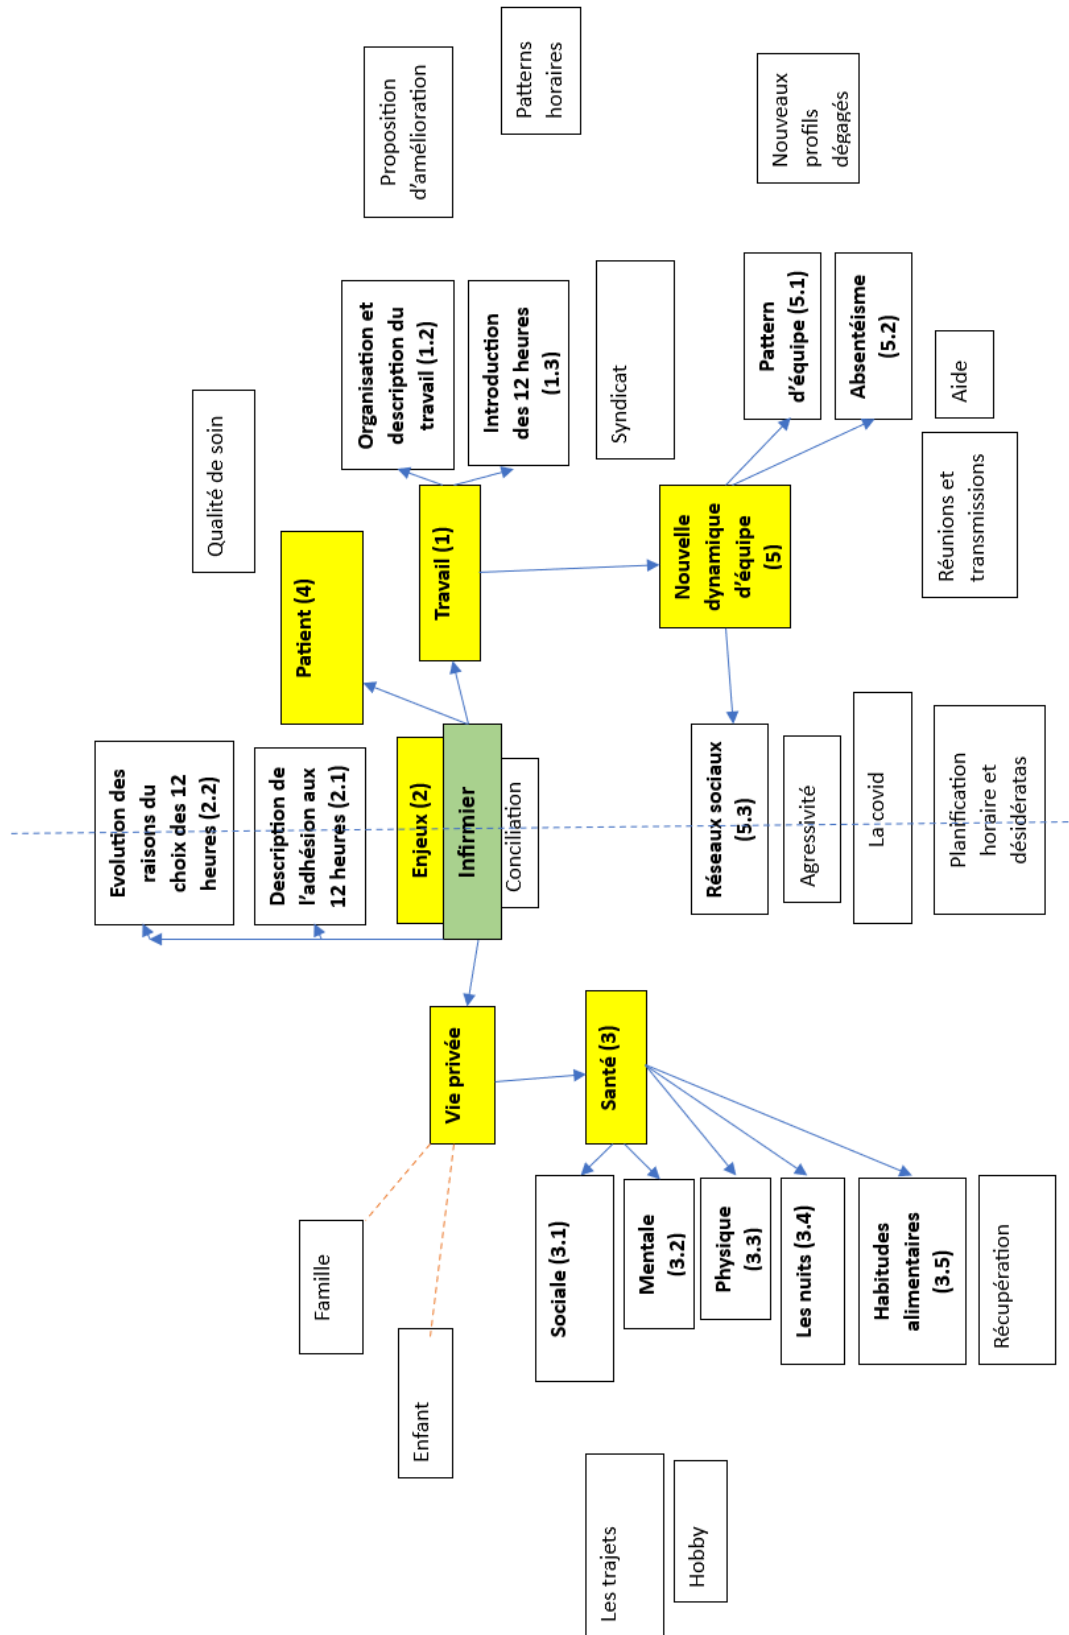 Evolution des
raisons du
choix des 12
heures (2.2)
Qualité de soin
Description de
l’adhésion aux
12 heures (2.1)
Patient (4)
Famille
Organisation et
description du
travail (1.2)
Proposition
d’amélioration
Enfant
Enjeux (2)
Travail (1)
Vie privée
Infirmier
Introduction
des 12 heures
(1.3)
Patterns
horaires
Conciliation
Sociale (3.1)
Les trajets
Santé (3)
Syndicat
Mentale
(3.2)
Nouvelle
dynamique
d’équipe
(5)
Hobby
Réseaux sociaux
(5.3)
Physique
(3.3)
Pattern
d’équipe (5.1)
Nouveaux
profils
dégagés
Les nuits (3.4)
Agressivité
Absentéisme
(5.2)
La covid
Habitudes
alimentaires
(3.5)
Réunions et
transmissions
Aide
Planification
horaire et
désidératas
Récupération